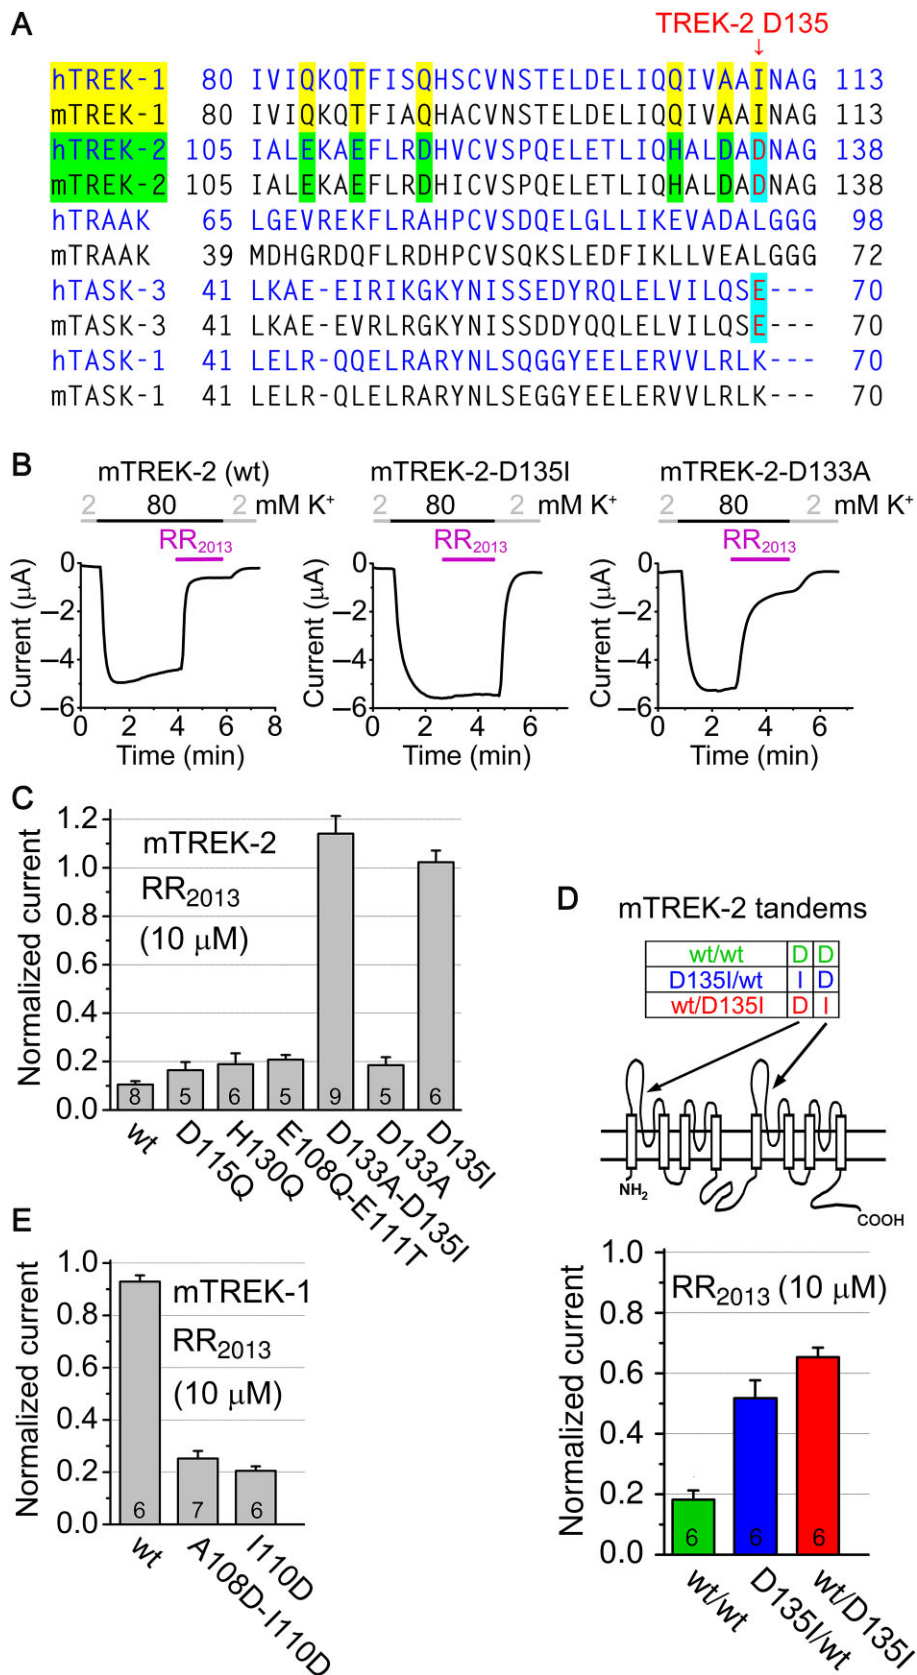 A
TREK-2 D135
↓
hTREK-1 80 IVIQKQTFISQHSCVNSTELDELIQQIVAAINAG 113
mTREK-1 80 IVIQKQTFIAQHACVNSTELDELIQQIVAAINAG 113
hTREK-2 105 IALEKAEFLRDHVCVSPQELETLIQHALDADNAG 138
mTREK-2 105 IALEKAEFLRDHICVSPQELETLIQHALDADNAG 138
hTRAAK 65 LGEVREKFLRAHPCVSDQELGLLIKEVADALGGG 98
mTRAAK 39 MDHGRDQFLRDHPCVSQKSLEDFIKLLVEALGGG 72
hTASK-3 41 LKAE-EIRIKGKYNISSEDYRQLELVILQSE--- 70
mTASK-3 41 LKAE-EVRLRGKYNISSDDYQQLELVILQSE--- 70
hTASK-1 41 LELR-QQELRARYNLSQGGYEELERVVLRLK--- 70
mTASK-1 41 LELR-QLELRARYNLSEGGYEELERVVLRLK--- 70
B
mTREK-2 (wt) mTREK-2-D135I mTREK-2-D133A
2 80 2 mM K+ 2 80 2 mM K+ 2 80 2 mM K+
RR2013 RR2013 RR2013
Current (µA) 0 −2 −4 −6
Current (µA) 0 −2 −4 −6
Current (µA) 0 −2 −4 −6
0 2 4 6 8 0 2 4 6 0 2 4 6
Time (min) Time (min) Time (min)
C
Normalized current
1.2
1.0
0.8
0.6
0.4
0.2
0.0
mTREK-2
RR2013
(10 µM)
8 5 6 5 9 5 6
wt D115Q H130Q E108Q-E111T D133A-D135I D133A D135I
D
mTREK-2 tandems
wt/wt D D
D135I/wt I D
wt/D135I D I
NH2
COOH
Normalized current
1.0
0.8
0.6
0.4
0.2
0.0
RR2013 (10 µM)
6 6 6
wt/wt D135I/wt wt/D135I
E
Normalized current
1.0
0.8
0.6
0.4
0.2
0.0
mTREK-1
RR2013
(10 µM)
6 7 6
wt A108D-I110D I110D